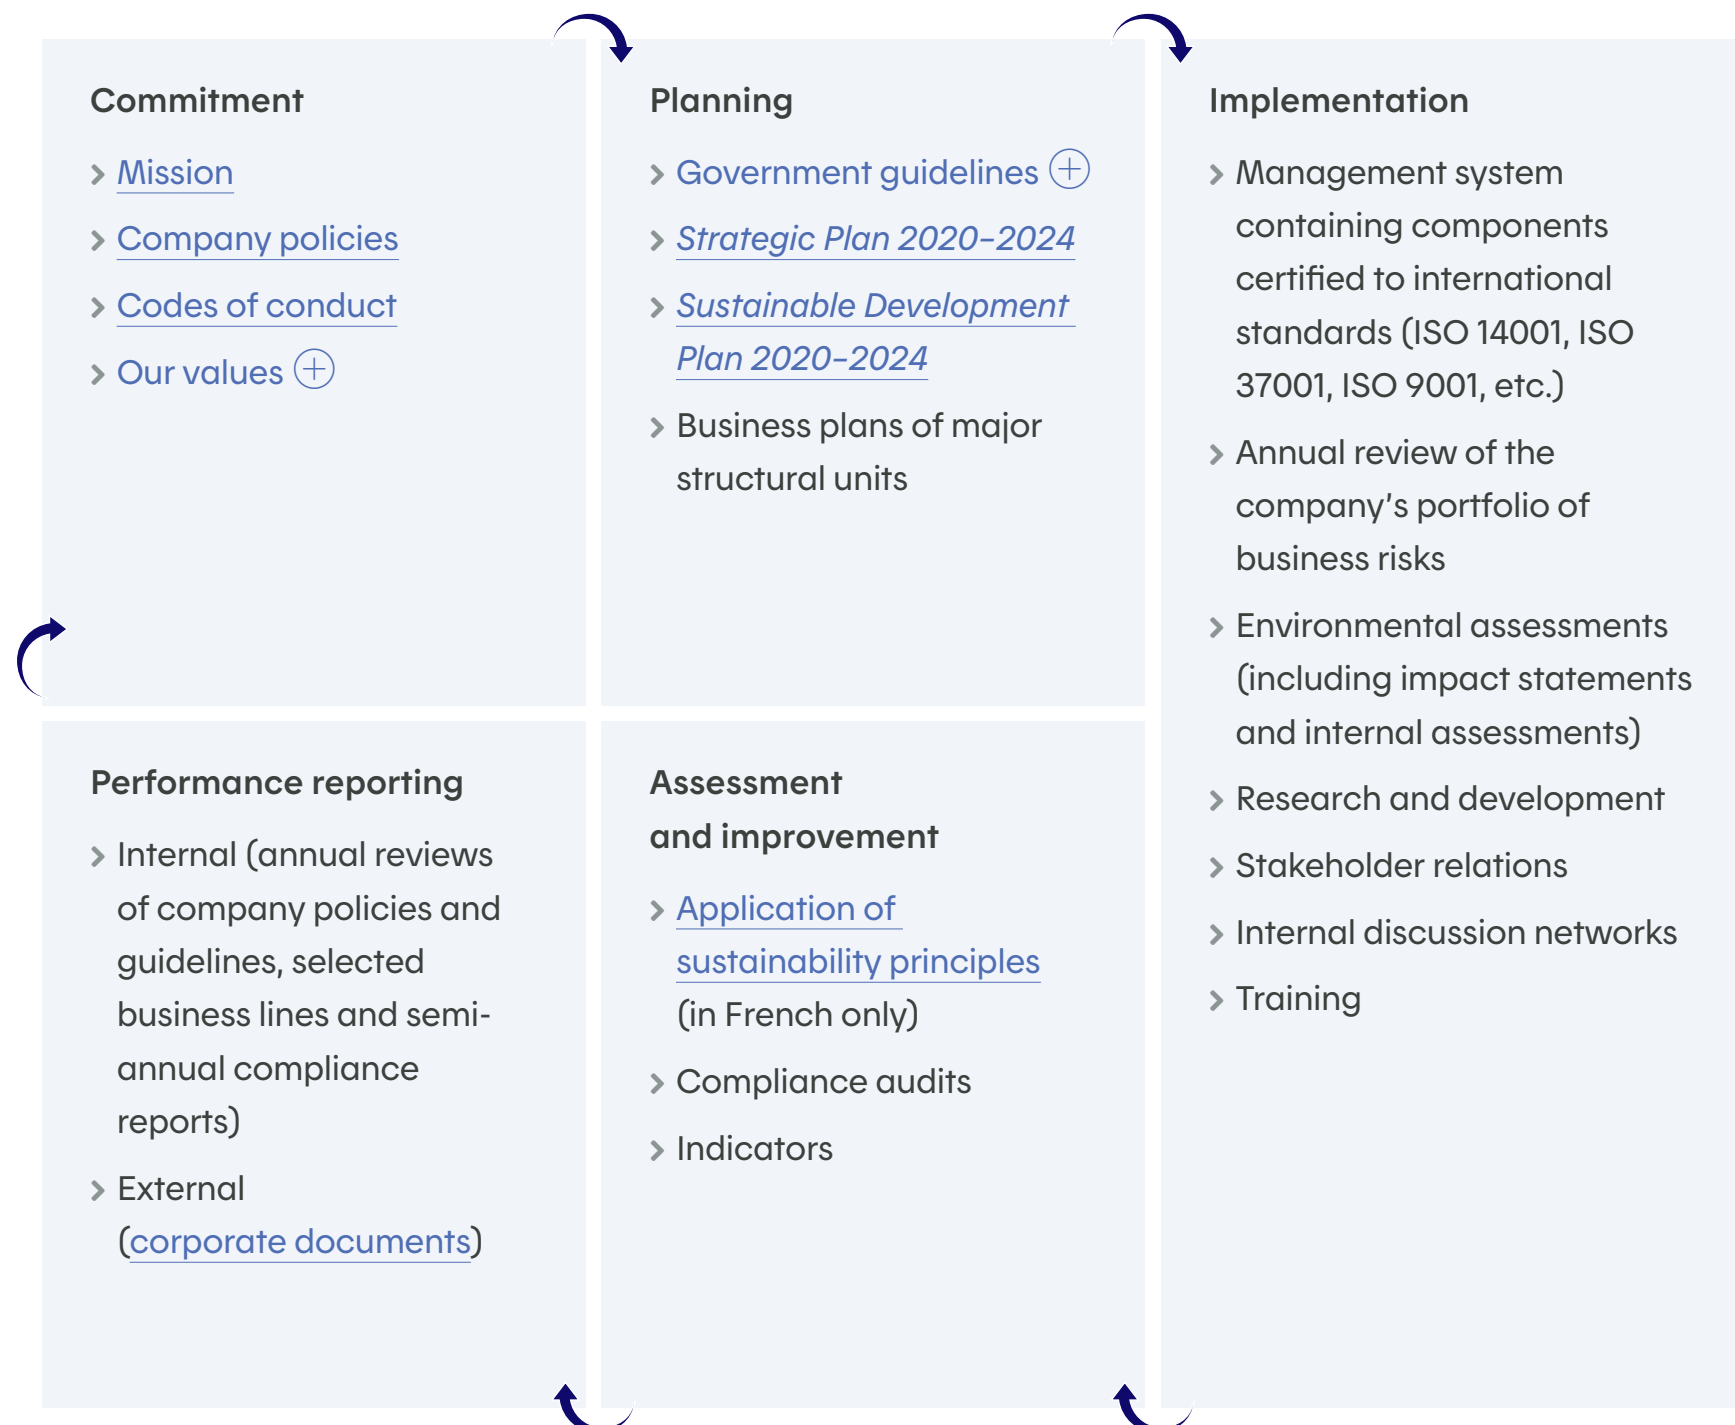 Commitment
Mission
Company policies
Codes of conduct
Our values
Planning
Government guidelines
Strategic Plan 2020–2024
Sustainable Development
Plan 2020–2024
Business plans of major
structural units
Implementation
Management system
containing components
certified to international
standards (ISO 14001, ISO
37001, ISO 9001, etc.)
Annual review of the
company’s portfolio of
business risks
Environmental assessments
(including impact statements
and internal assessments)
Research and development
Stakeholder relations
Internal discussion networks
Training
Assessment
and improvement
Application of
sustainability principles
(in French only)
Compliance audits
Indicators
Performance reporting
Internal (annual reviews
of company policies and
guidelines, selected
business lines and semi-
annual compliance
reports)
External
(corporate documents)